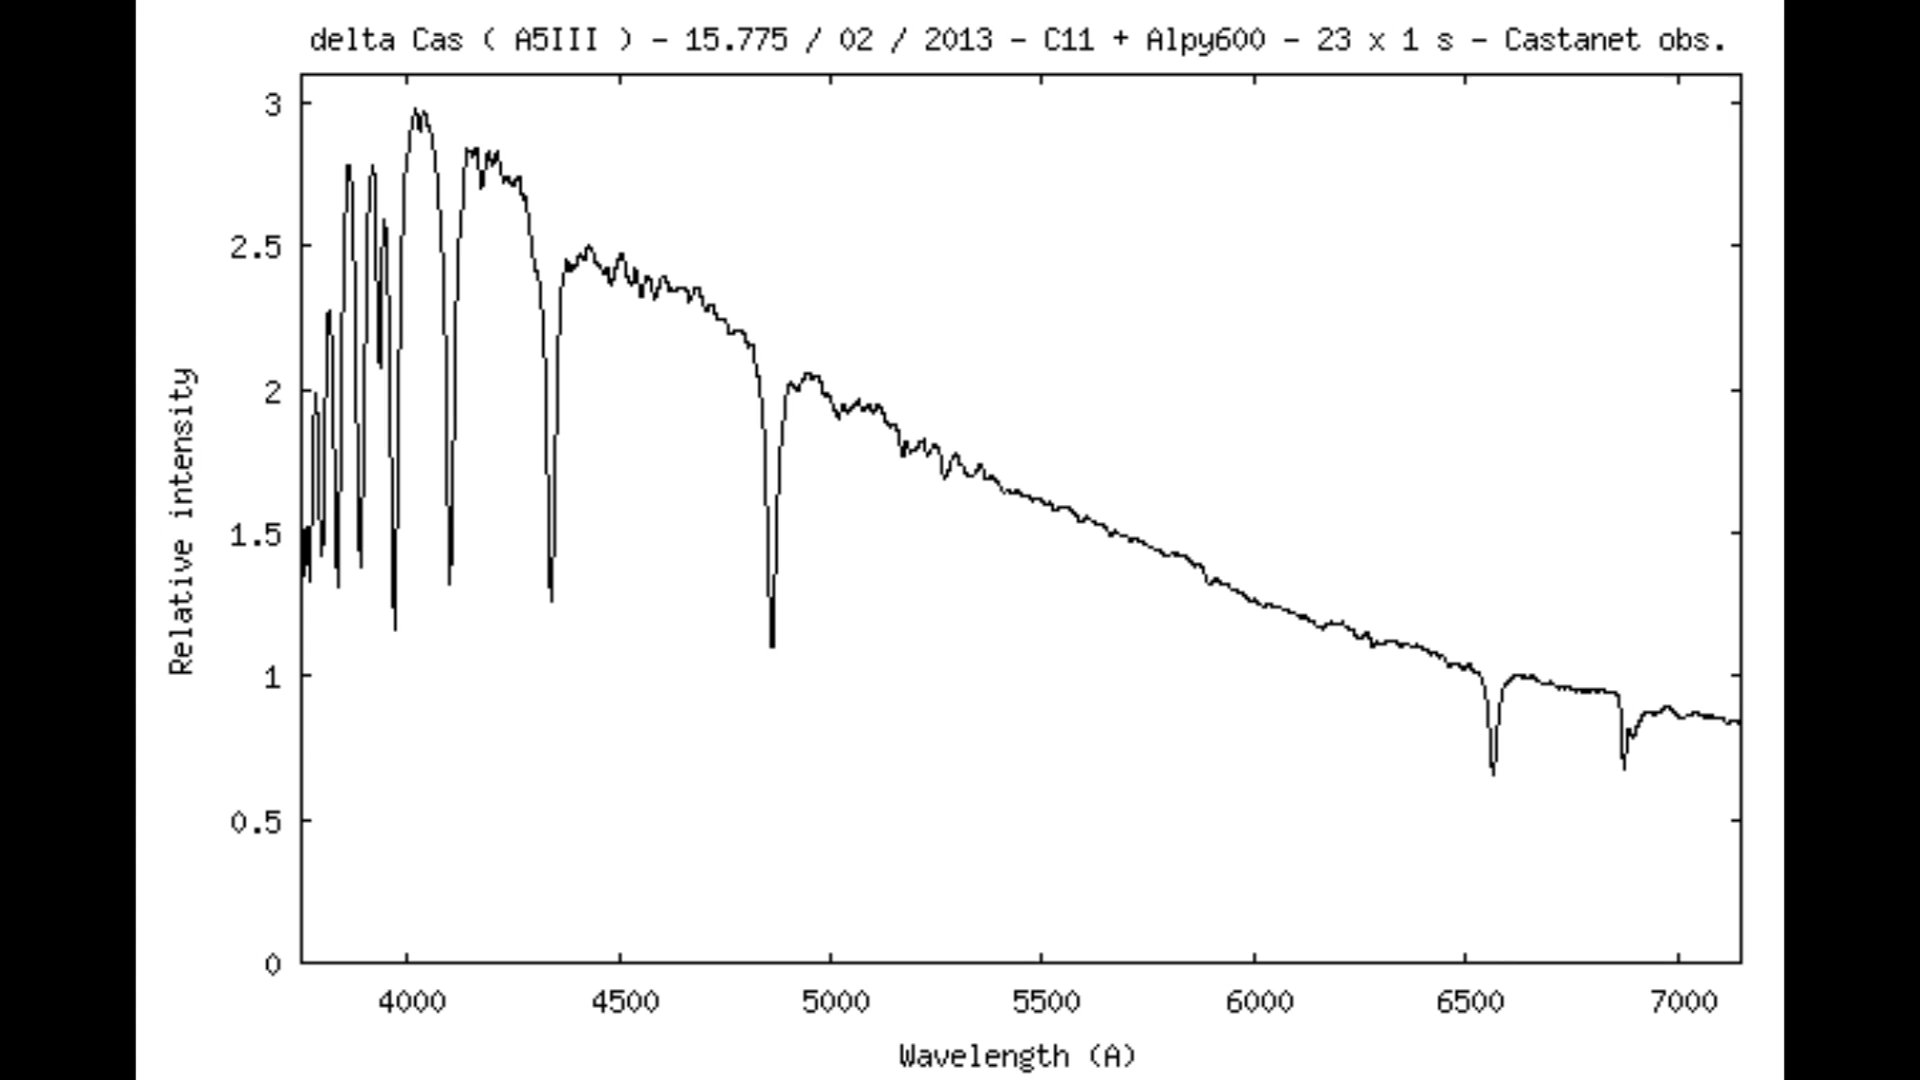 delta Cas ( A5III ) - 15.775 / 02 / 2013 - C11 + Alpy600 - 23 x 1 s - Castanet obs.
3
2.5
2
1.5
1
0.5
0
Relative intensity
4000 4500 5000 5500 6000 6500 7000
Wavelength (A)